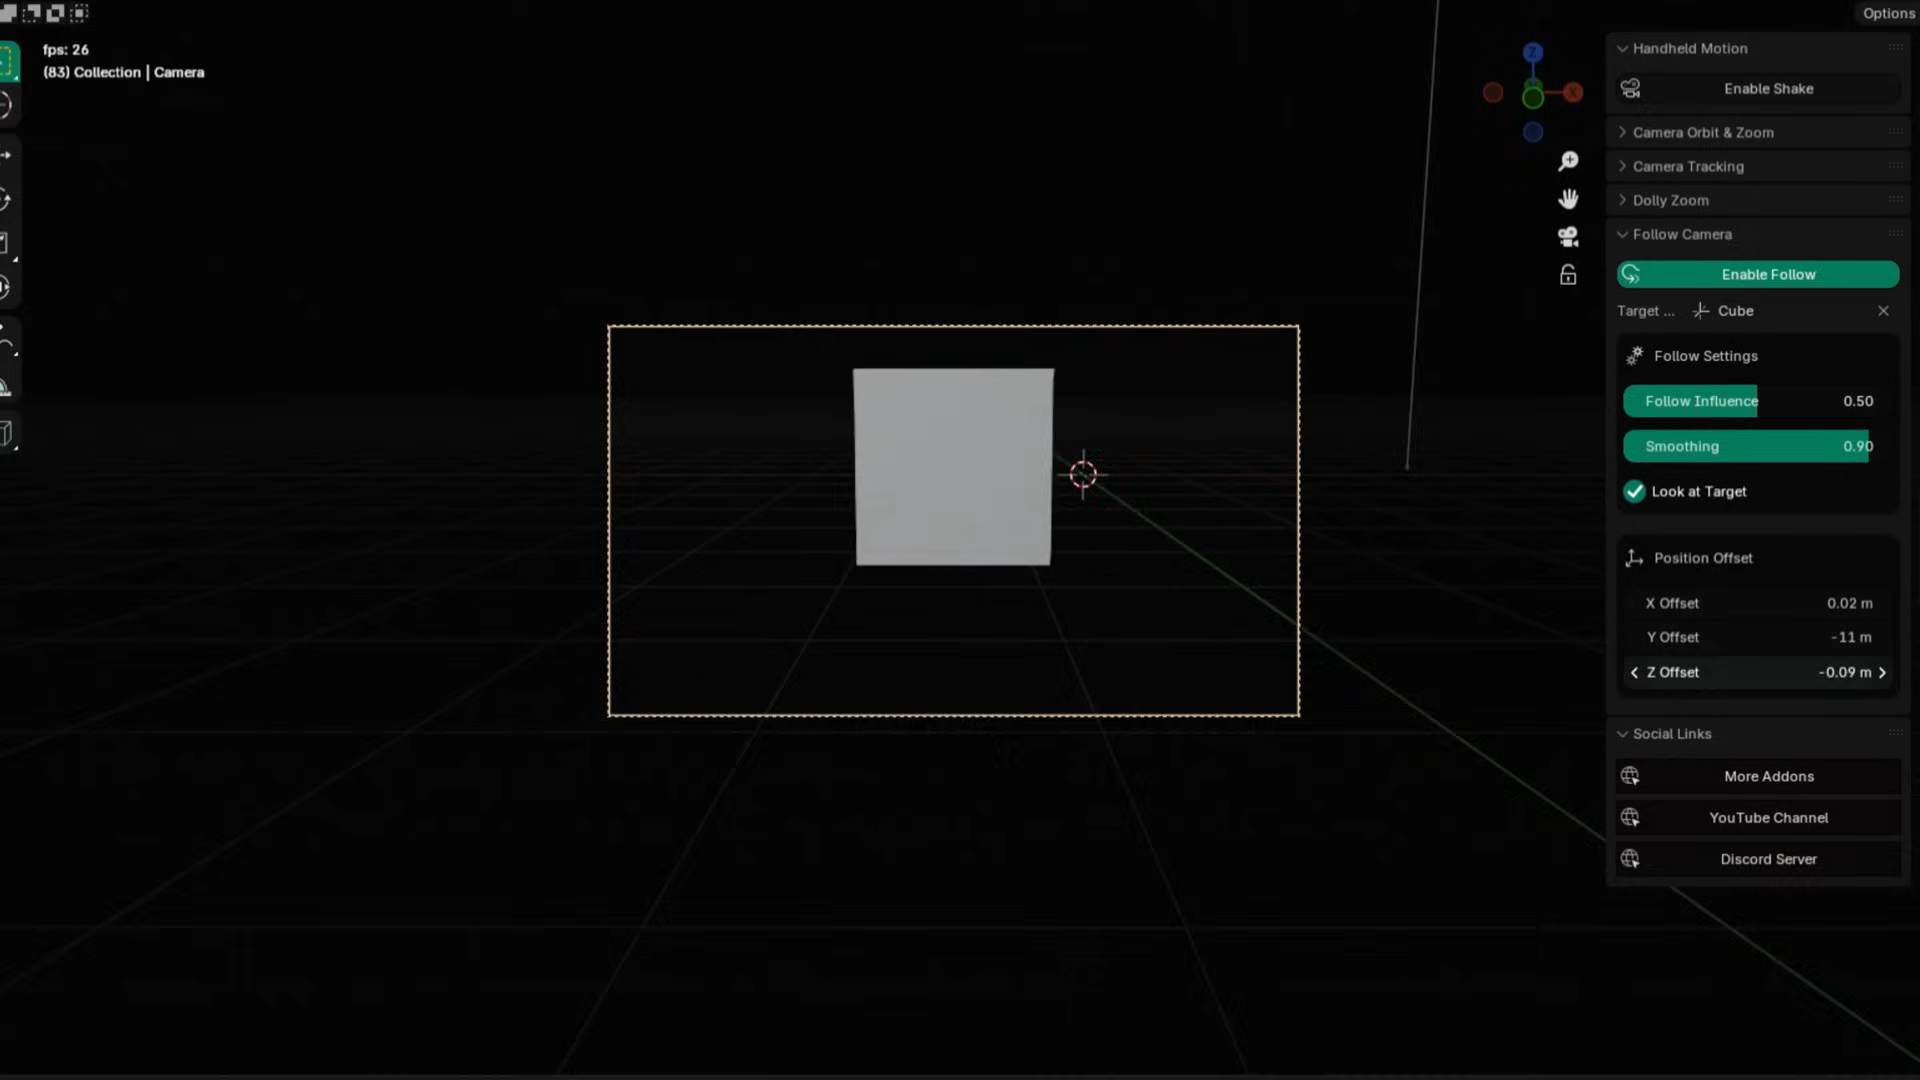 Options
fps: 26
(83) Collection | Camera
Z
X
Handheld Motion
Enable Shake
Camera Orbit & Zoom
Camera Tracking
Dolly Zoom
Follow Camera
Enable Follow
Target ... Cube
Follow Settings
Follow Influence 0.50
Smoothing 0.90
Look at Target
Position Offset
X Offset 0.02 m
Y Offset -11 m
Z Offset -0.09 m
Social Links
More Addons
YouTube Channel
Discord Server